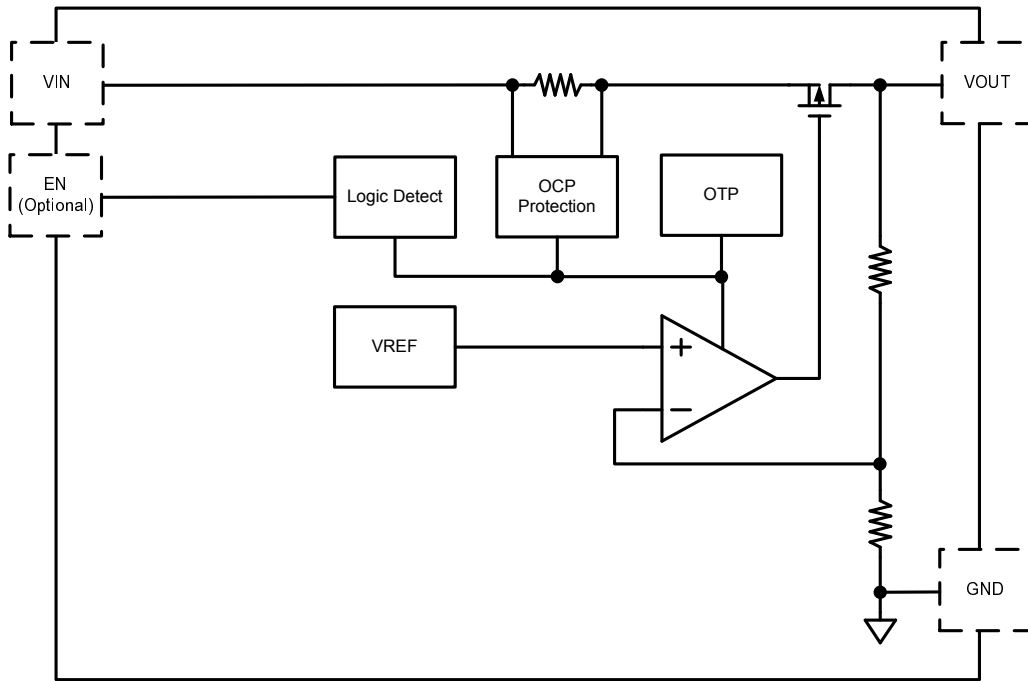 VIN
VOUT
EN
(Optional)
Logic Detect
OCP
Protection
OTP
VREF
+
−
GND